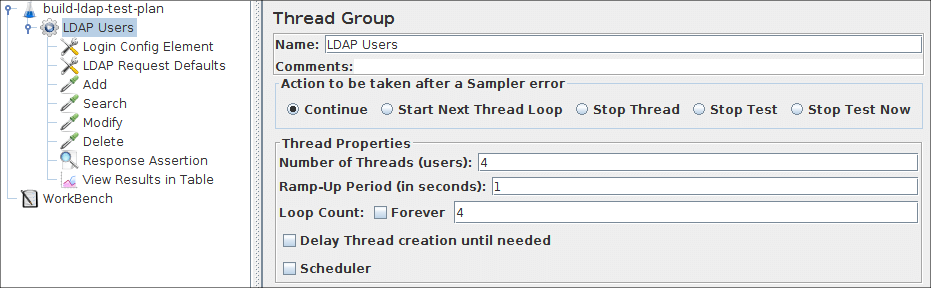 build-ldap-test-plan
LDAP Users
Login Config Element
LDAP Request Defaults
Add
Search
Modify
Delete
Response Assertion
View Results in Table
WorkBench
Thread Group
Name: LDAP Users
Comments:
Action to be taken after a Sampler error
Continue Start Next Thread Loop Stop Thread Stop Test Stop Test Now
Thread Properties
Number of Threads (users): 4
Ramp-Up Period (in seconds): 1
Loop Count: Forever 4
Delay Thread creation until needed
Scheduler